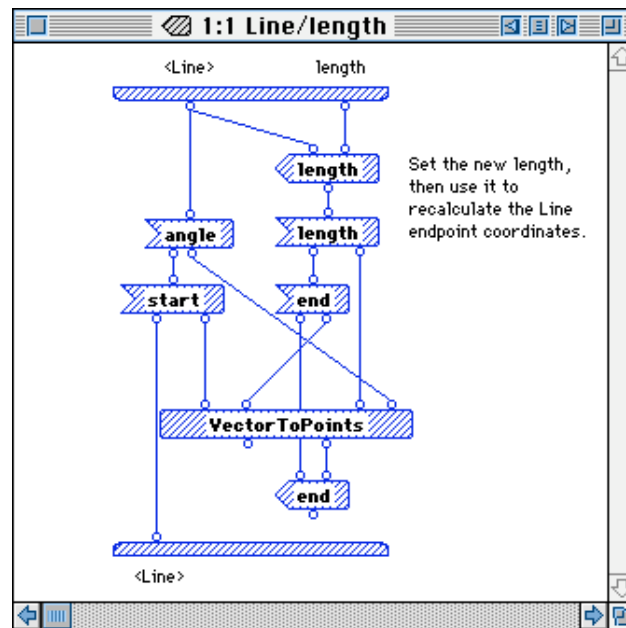 1:1 Line/length
<Line> length
length
Set the new length,
then use it to
recalculate the Line
endpoint coordinates.
angle length
start end
VectorToPoints
end
<Line>